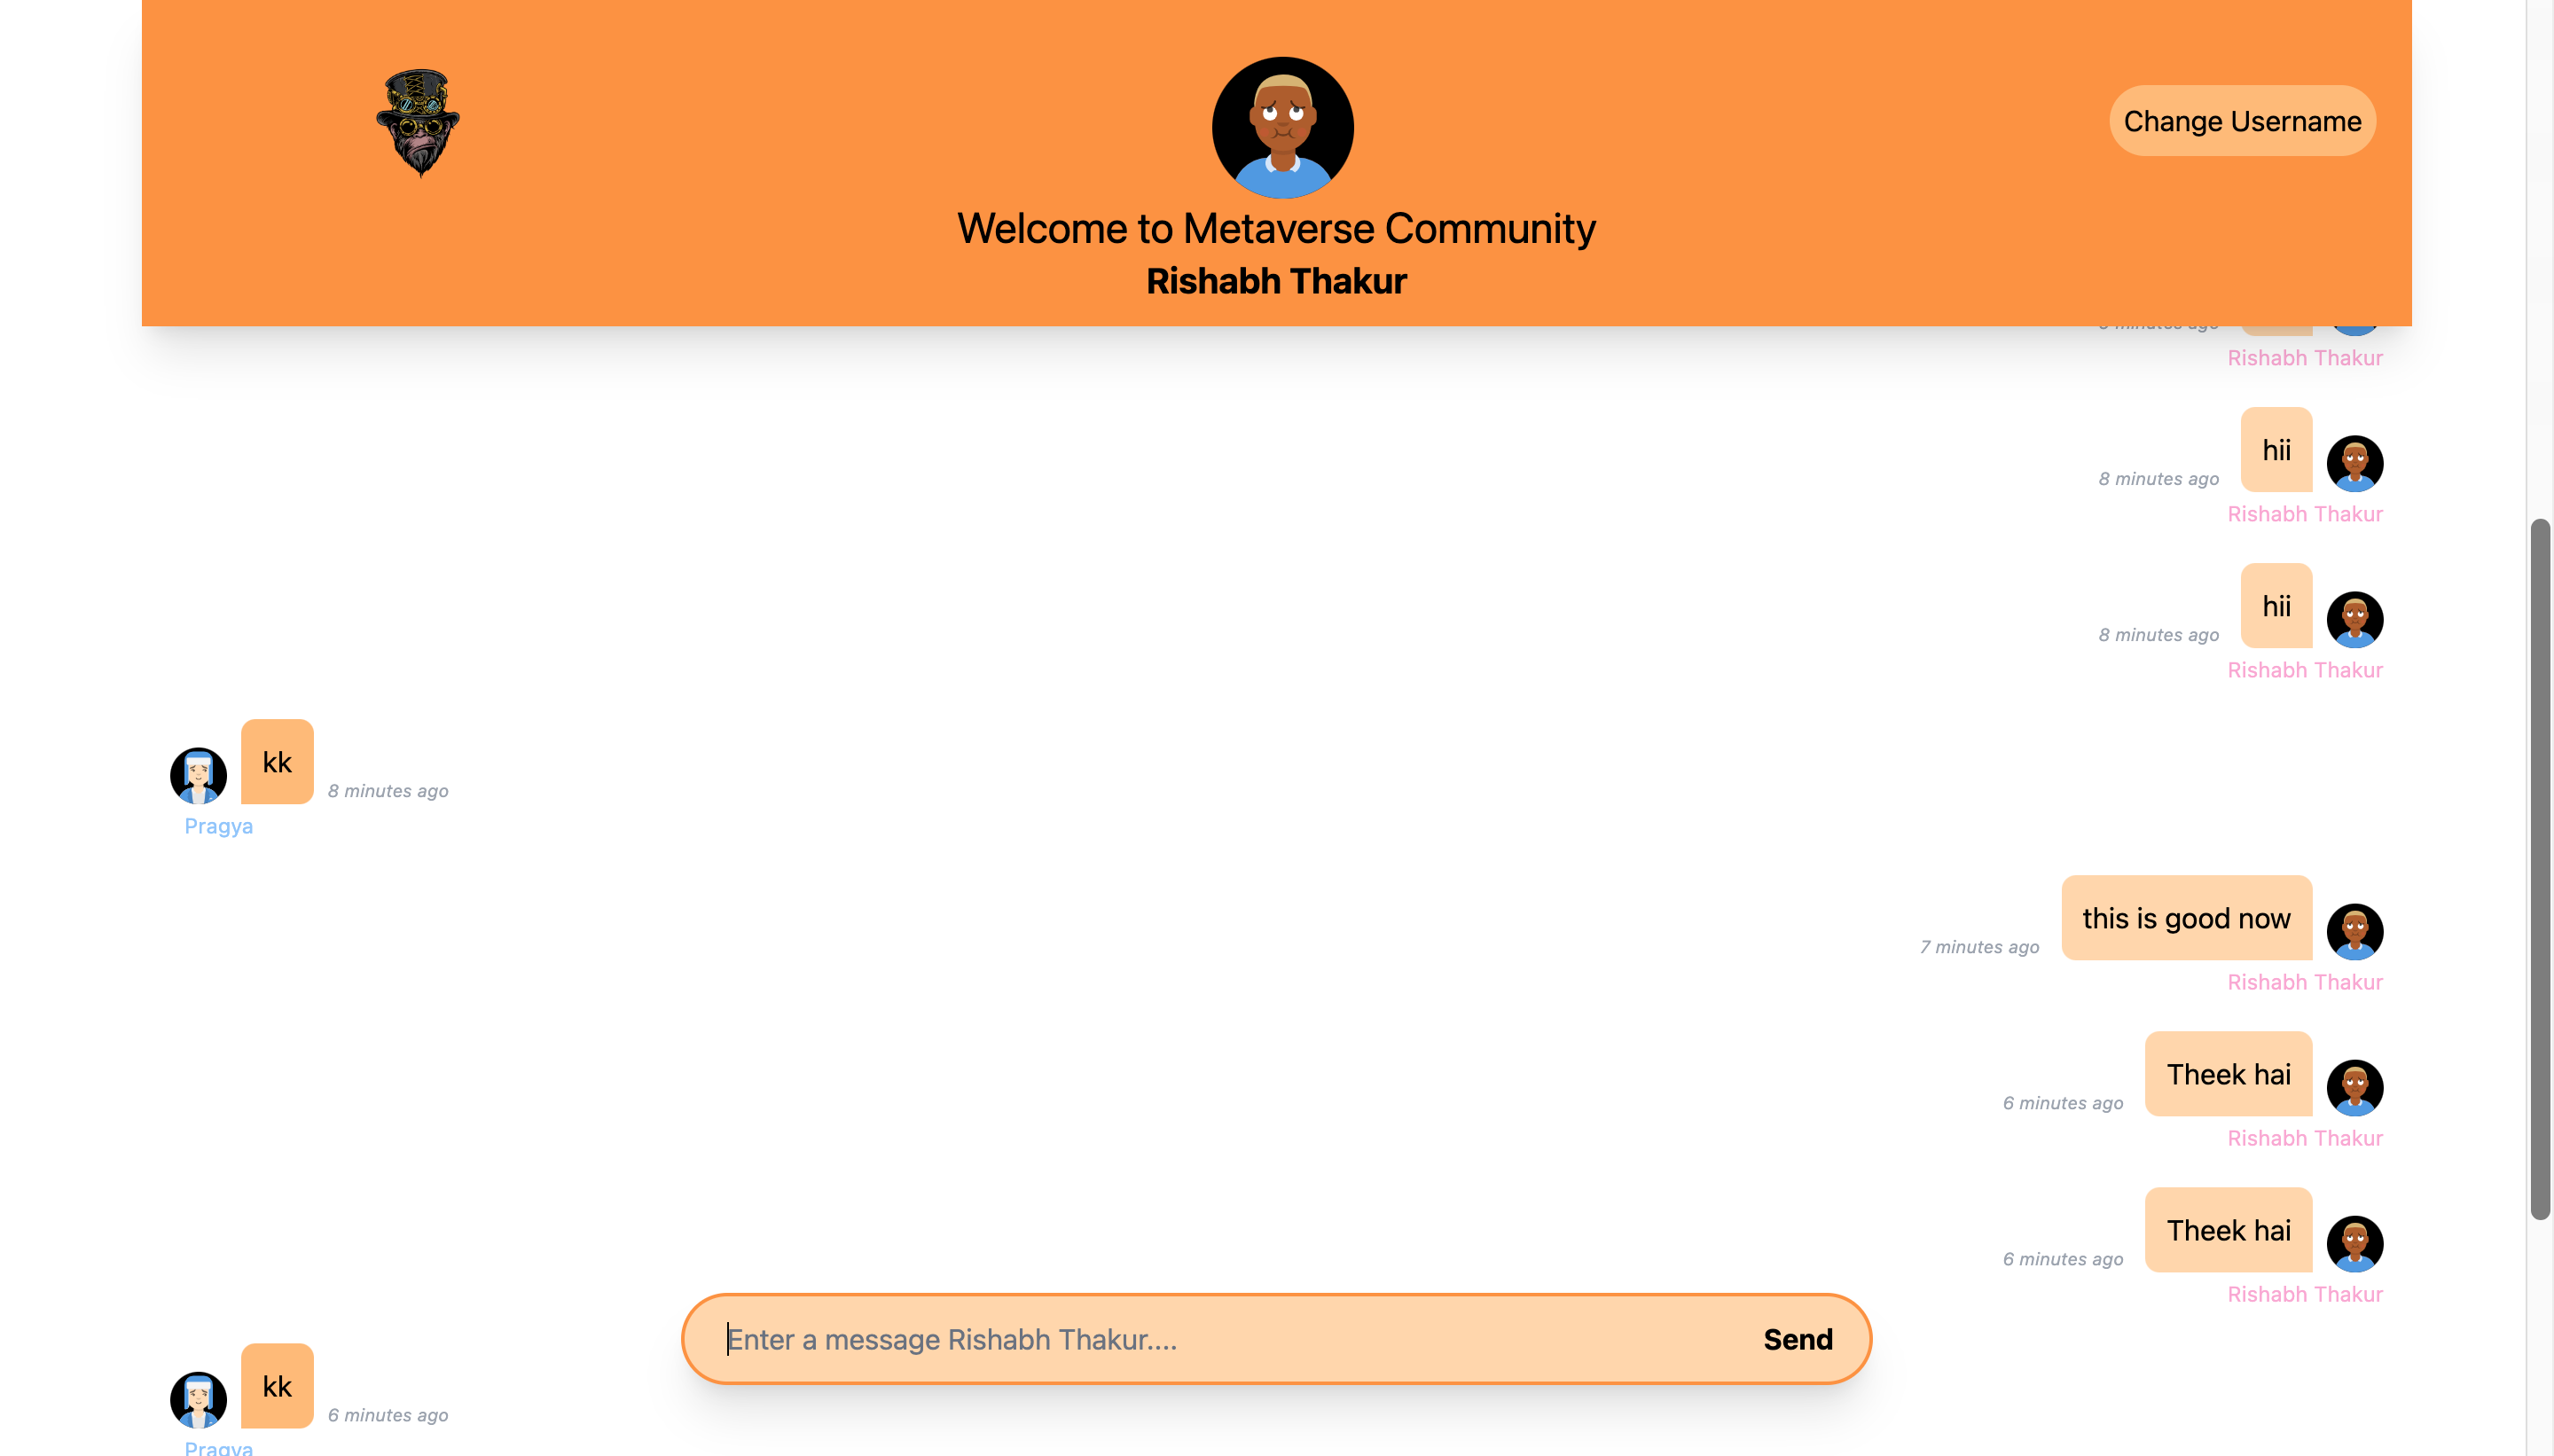 Change Username
Welcome to Metaverse Community
Rishabh Thakur
minutes ago
Rishabh Thakur
hii
8 minutes ago
Rishabh Thakur
hii
8 minutes ago
Rishabh Thakur
kk
8 minutes ago
Pragya
this is good now
7 minutes ago
Rishabh Thakur
Theek hai
6 minutes ago
Rishabh Thakur
Theek hai
6 minutes ago
Rishabh Thakur
Enter a message Rishabh Thakur....
Send
kk
6 minutes ago
Pragya